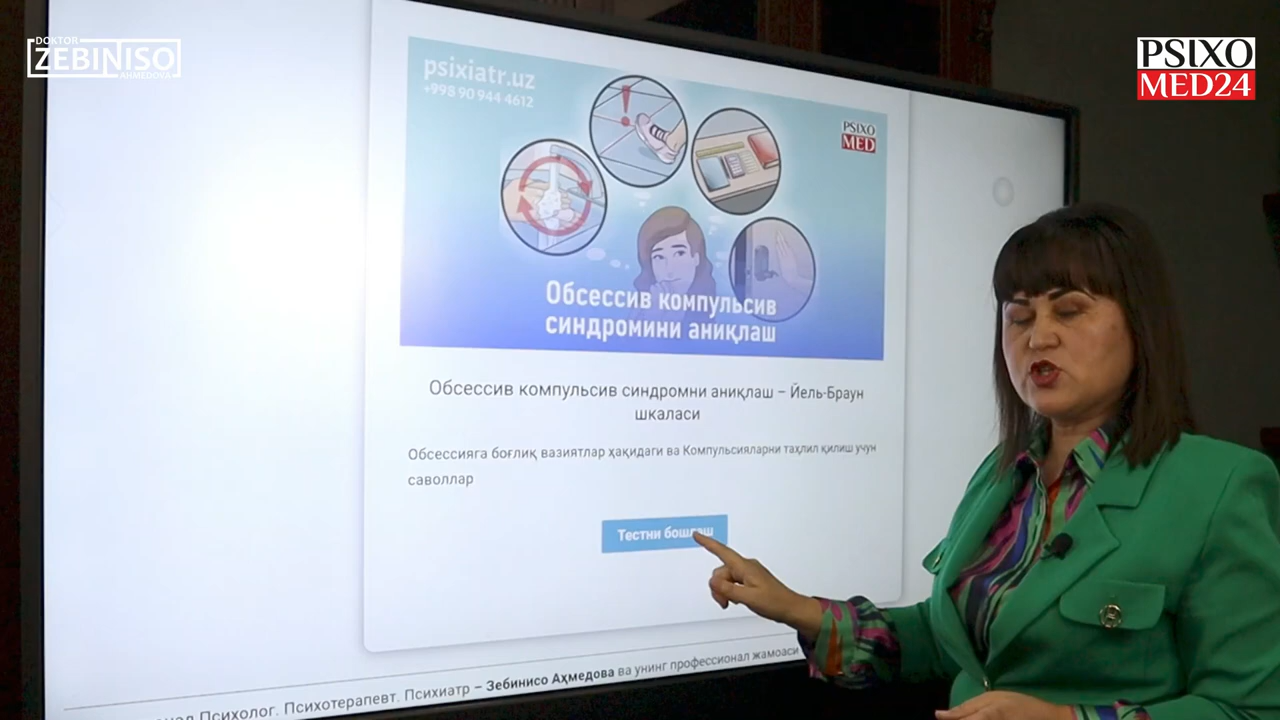 DOKTOR
ZEBINISO
AHMEDOVA
PSIXO
MED24
psixiatr.uz
+998 90 944 4612
PSIXO
MED
Обсессив компульсив
синдромини аниқлаш
Обсессив компульсив синдромни аниқлаш – Йель-Браун
шкаласи
Обсессияга боғлиқ вазиятлар ҳақидаги ва Компульсияларни таҳлил қилиш учун
саволлар
Тестни бошлаш
Психолог. Психотерапевт. Психиатр – Зебинисо Аҳмедова ва унинг профессионал жамоаси